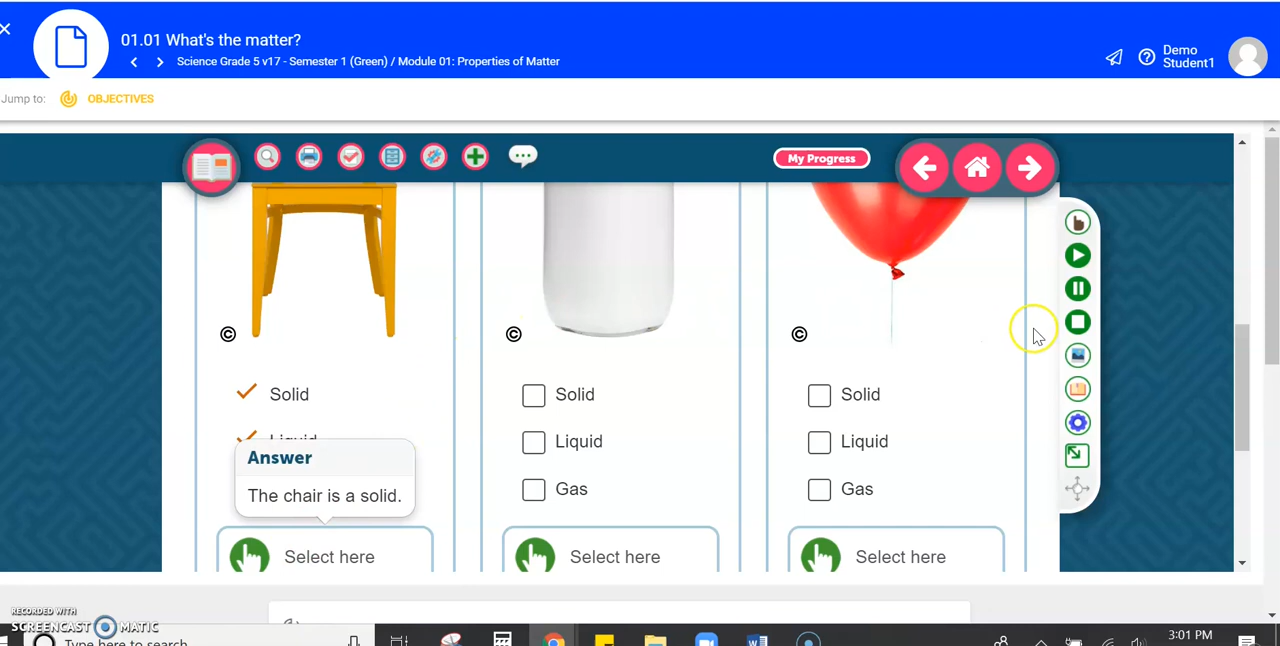 01.01 What's the matter?
Science Grade 5 v17 - Semester 1 (Green) / Module 01: Properties of Matter
Demo
Student1
Jump to: OBJECTIVES
My Progress
© © ©
Solid Solid Solid
Liquid Liquid Liquid
Answer
The chair is a solid.
Gas Gas
Select here Select here Select here
RECORDED WITH
SCREENCAST MATIC
Type here to search
3:01 PM